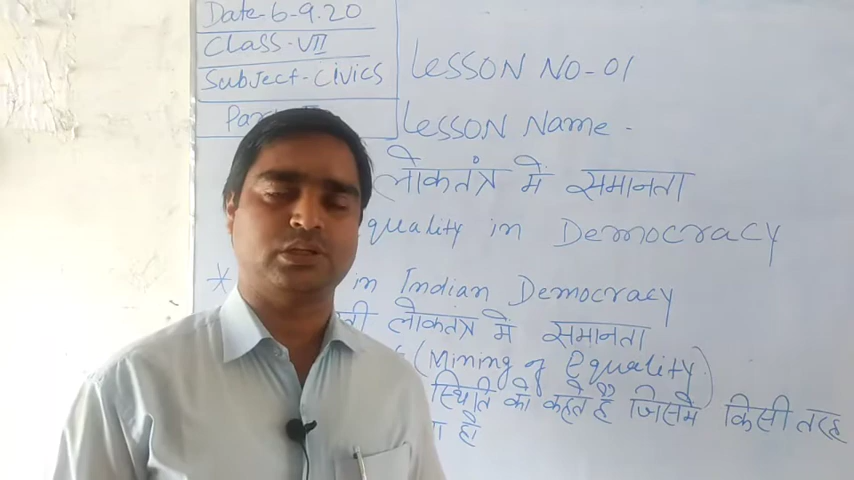 Date-6-9.20
Class-VII
Subject-Civics
LESSON NO-01
LESSON Name -
लोकतंत्र में समानता
quality in Democracy
* in Indian Democracy
लोकतंत्र में समानता
(Mining of Equality)
स्थिति को कहते है जिसमे किसी तरह
हो